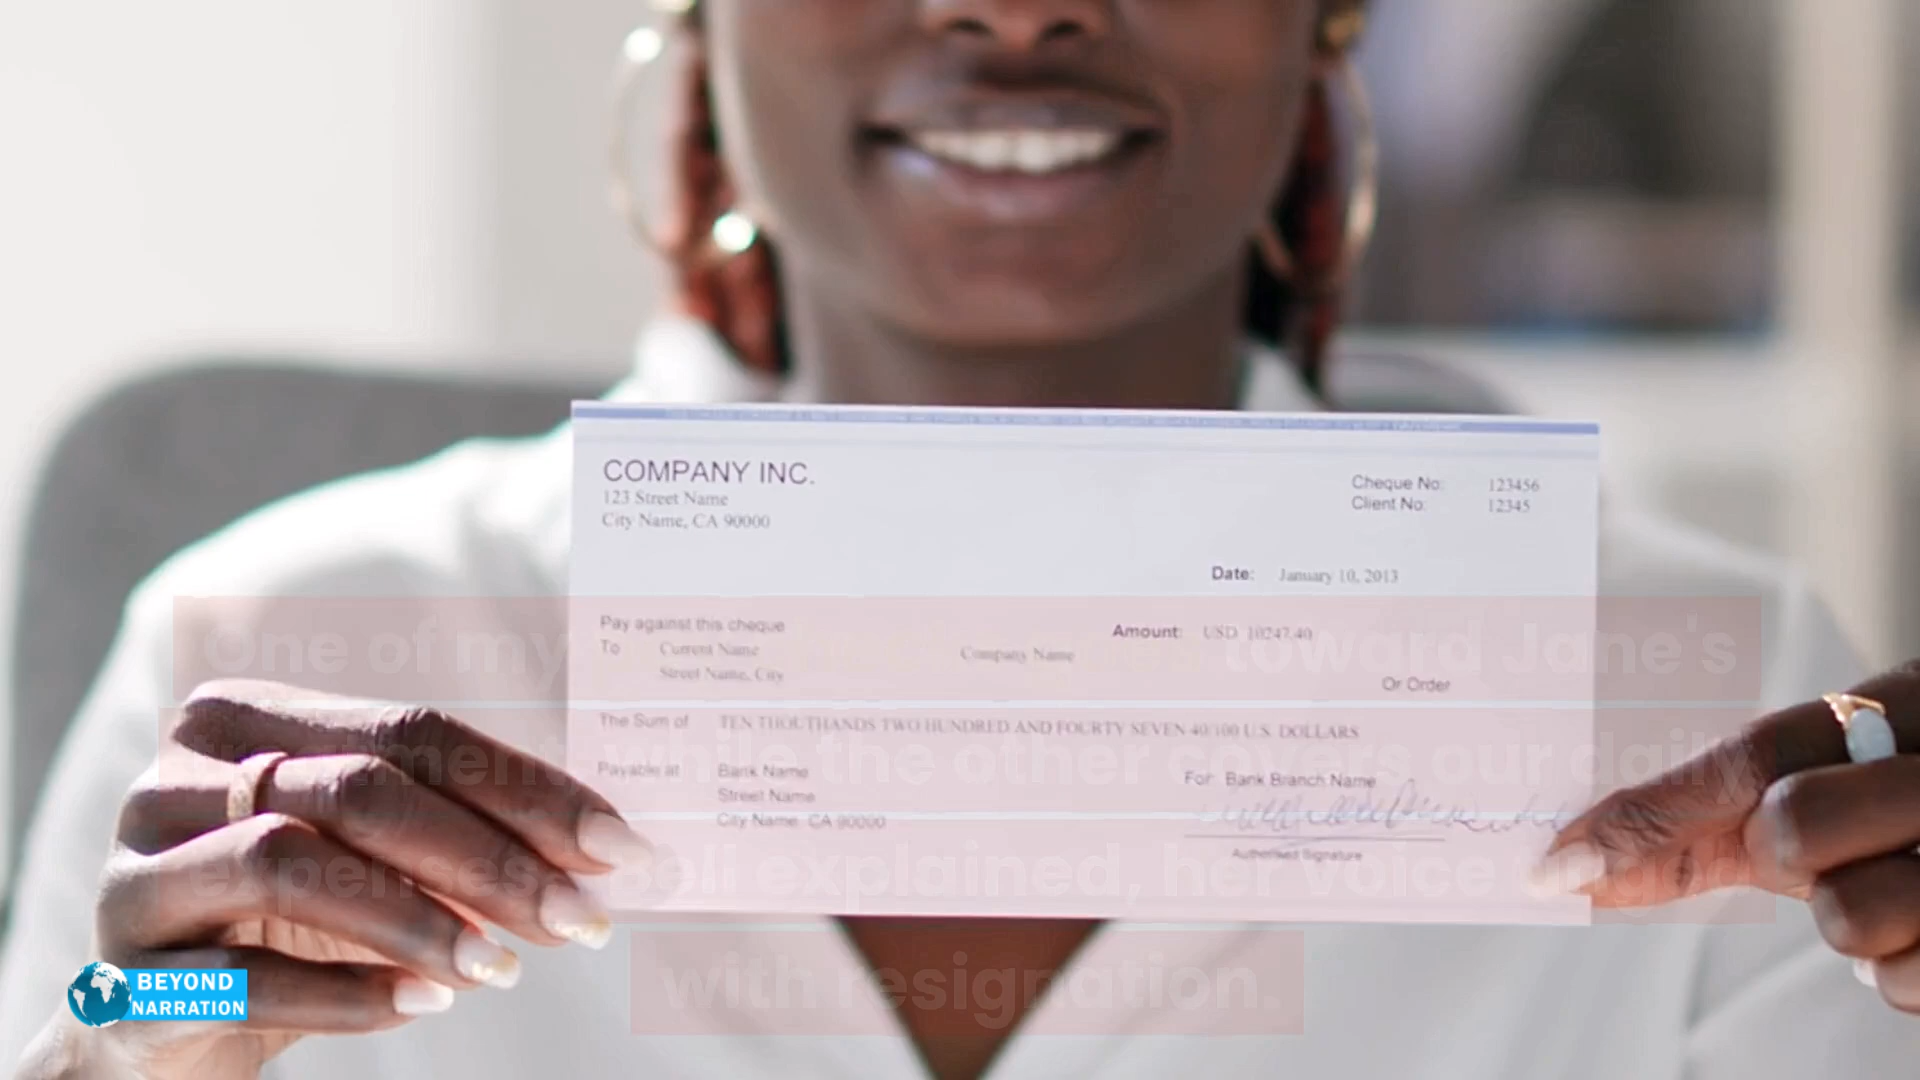 COMPANY INC.
123 Street Name
City Name, CA 90000
Cheque No: 123456
Client No: 12345
Date: January 10, 2013
Pay against this cheque
To Current Name
Street Name, City
Company Name
Amount: USD 10247.40
Or Order
The Sum of TEN THOUTHANDS TWO HUNDRED AND FOURTY SEVEN 40/100 U.S. DOLLARS
Payable at Bank Name
Street Name
City Name CA 90000
For: Bank Branch Name
Authorised Signature
One of my toward Jane's
treatment, while the other covers our daily
expenses," Bell explained, her voice
with resignation.
BEYOND
NARRATION